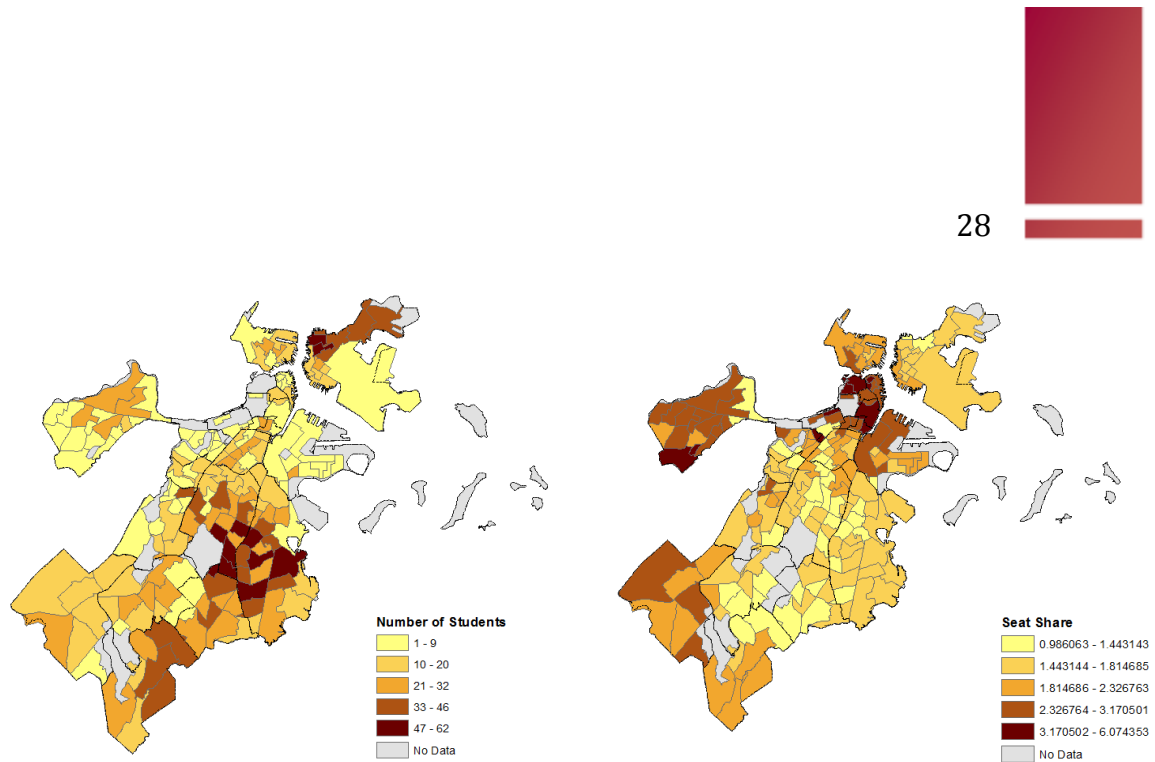 28
Number of Students
1 - 9
10 - 20
21 - 32
33 - 46
47 - 62
No Data
Seat Share
0.986063 - 1.443143
1.443144 - 1.814685
1.814686 - 2.326763
2.326764 - 3.170501
3.170502 - 6.074353
No Data